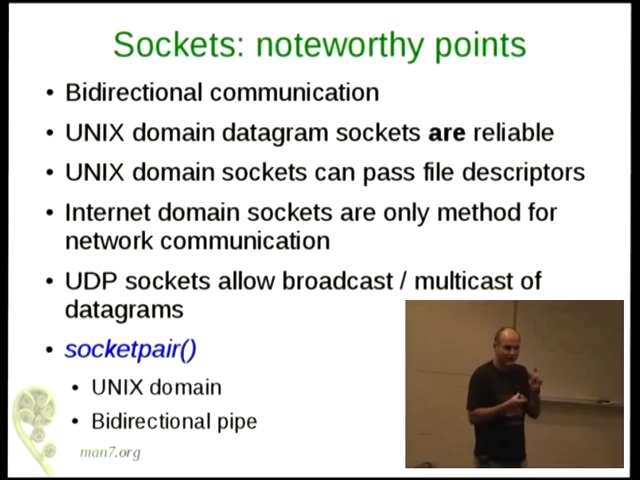 Sockets: noteworthy points
• Bidirectional communication
• UNIX domain datagram sockets are reliable
• UNIX domain sockets can pass file descriptors
• Internet domain sockets are only method for
network communication
• UDP sockets allow broadcast / multicast of
datagrams
• socketpair()
• UNIX domain
• Bidirectional pipe
man7.org